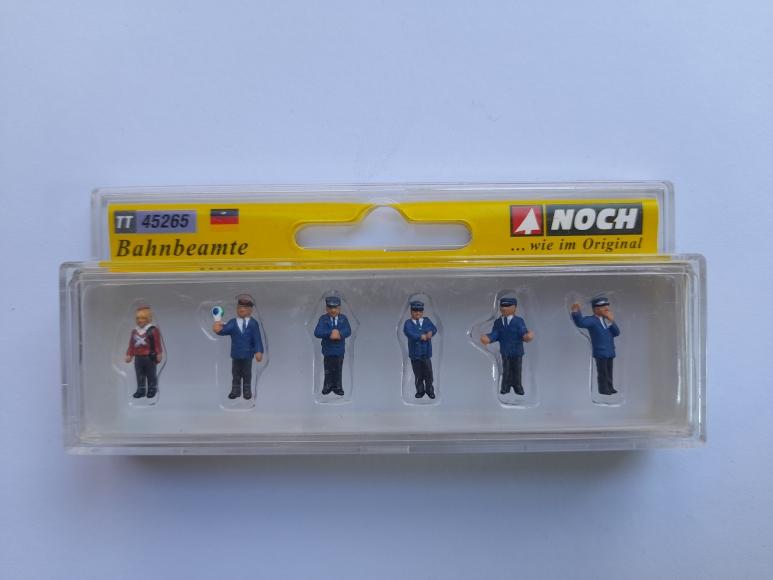 TT 45265
Bahnbeamte
NOCH
... wie im Original